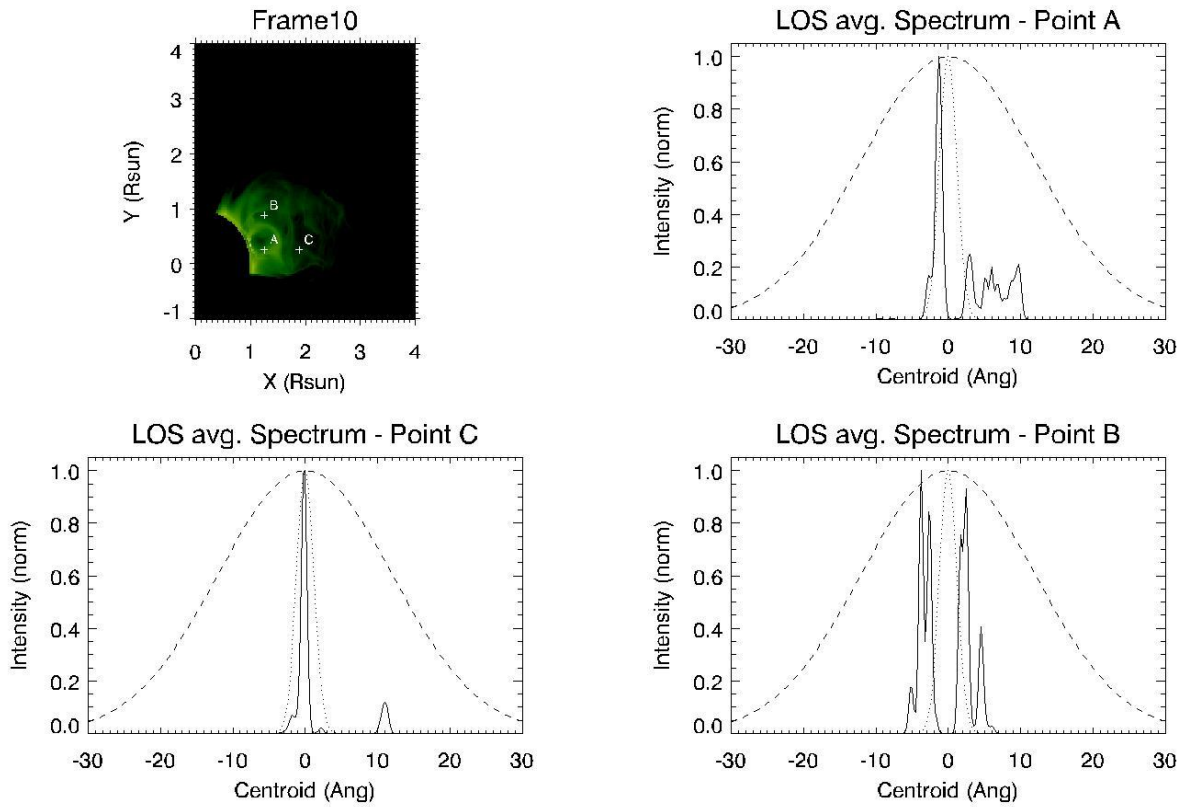 Frame10
4
3
2
1
0
-1
Y (Rsun)
B
A
C
0 1 2 3 4
X (Rsun)
LOS avg. Spectrum - Point A
1.0
0.8
0.6
0.4
0.2
0.0
Intensity (norm)
-30 -20 -10 0 10 20 30
Centroid (Ang)
LOS avg. Spectrum - Point C
1.0
0.8
0.6
0.4
0.2
0.0
Intensity (norm)
-30 -20 -10 0 10 20 30
Centroid (Ang)
LOS avg. Spectrum - Point B
1.0
0.8
0.6
0.4
0.2
0.0
Intensity (norm)
-30 -20 -10 0 10 20 30
Centroid (Ang)